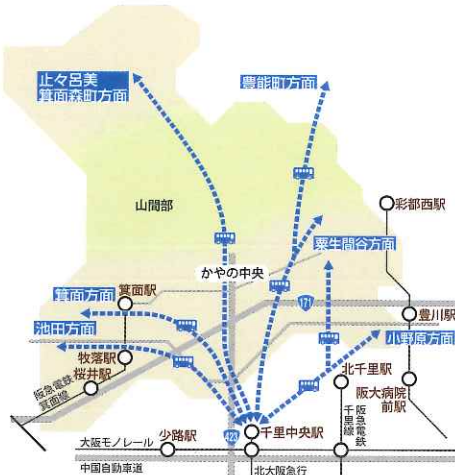 止々呂美
箕面森町方面
豊能町方面
山間部
彩都西駅
粟生間谷方面
かやの中央
箕面方面
箕面駅
171
豊川駅
池田方面
小野原方面
牧落駅
桜井駅
北千里駅
阪大病院
前駅
阪急電鉄
箕面線
阪急電鉄
千里線
423
千里中央駅
少路駅
大阪モノレール
中国自動車道
北大阪急行